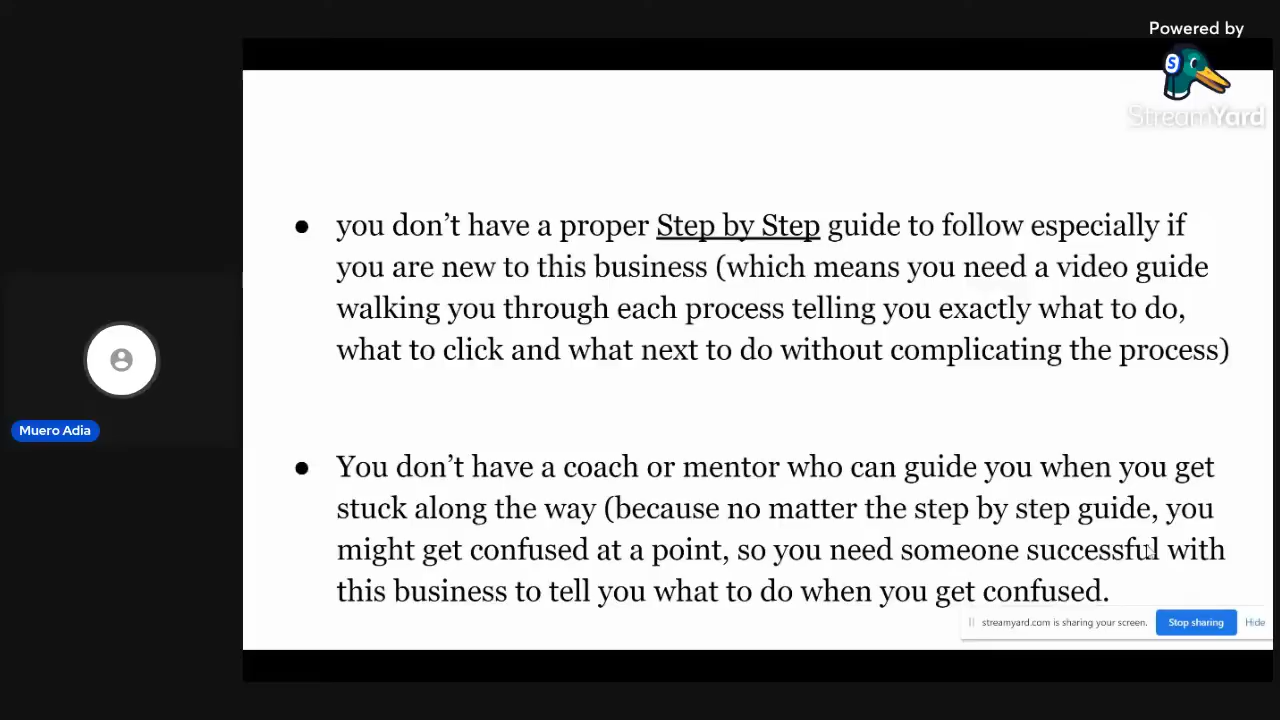 Powered by
StreamYard
you don’t have a proper Step by Step guide to follow especially if
you are new to this business (which means you need a video guide
walking you through each process telling you exactly what to do,
what to click and what next to do without complicating the process)
Muero Adia
You don’t have a coach or mentor who can guide you when you get
stuck along the way (because no matter the step by step guide, you
might get confused at a point, so you need someone successful with
this business to tell you what to do when you get confused.
streamyard.com is sharing your screen. Stop sharing Hide